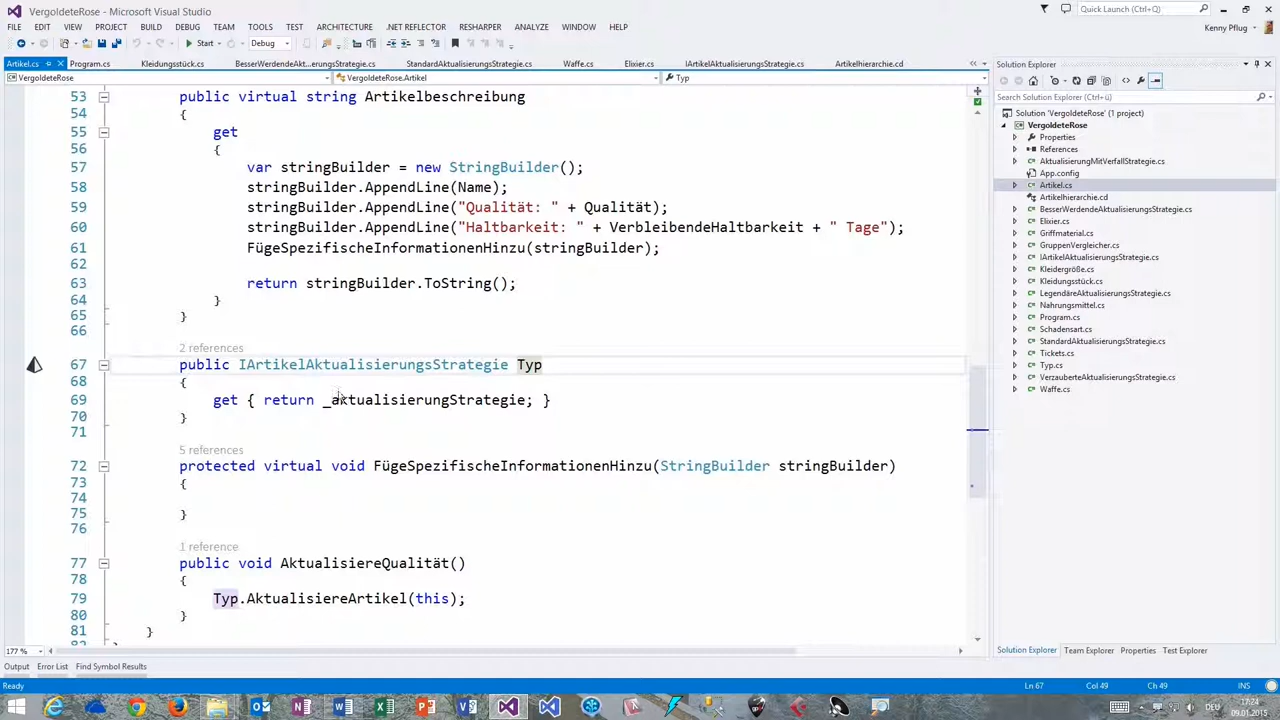 VergoldeteRose - Microsoft Visual Studio
Quick Launch (Ctrl+Q)
FILE EDIT VIEW PROJECT BUILD DEBUG TEAM TOOLS TEST ARCHITECTURE .NET REFLECTOR RESHARPER ANALYZE WINDOW HELP
Kenny Pflug
Start Debug
Artikel.cs Program.cs Kleidungsstück.cs BesserWerdendeAkt...erungsStrategie.cs StandardAktualisierungsStrategie.cs Waffe.cs Elixier.cs IArtikelAktualisierungsStrategie.cs Artikelhierarchie.cd
VergoldeteRose VergoldeteRose.Artikel Typ
53 public virtual string Artikelbeschreibung
54 {
55 get
56 {
57 var stringBuilder = new StringBuilder();
58 stringBuilder.AppendLine(Name);
59 stringBuilder.AppendLine("Qualität: " + Qualität);
60 stringBuilder.AppendLine("Haltbarkeit: " + VerbleibendeHaltbarkeit + " Tage");
61 FügeSpezifischeInformationenHinzu(stringBuilder);
62
63 return stringBuilder.ToString();
64 }
65 }
66
2 references
67 public IArtikelAktualisierungsStrategie Typ
68 {
69 get { return _aktualisierungStrategie; }
70 }
71
5 references
72 protected virtual void FügeSpezifischeInformationenHinzu(StringBuilder stringBuilder)
73 {
74
75 }
76
1 reference
77 public void AktualisiereQualität()
78 {
79 Typ.AktualisiereArtikel(this);
80 }
81 }
82 }
177 %
Solution Explorer
Search Solution Explorer (Ctrl+ü)
Solution 'VergoldeteRose' (1 project)
VergoldeteRose
Properties
References
AktualisierungMitVerfallStrategie.cs
App.config
Artikel.cs
Artikelhierarchie.cd
BesserWerdendeAktualisierungsStrategie.cs
Elixier.cs
Griffmaterial.cs
GruppenVergleicher.cs
IArtikelAktualisierungsStrategie.cs
Kleidergröße.cs
Kleidungsstück.cs
LegendäreAktualisierungsStrategie.cs
Nahrungsmittel.cs
Program.cs
Schadensart.cs
StandardAktualisierungsStrategie.cs
Tickets.cs
Typ.cs
VerzauberteAktualisierungsStrategie.cs
Waffe.cs
Solution Explorer Team Explorer Properties Test Explorer
Output Error List Find Symbol Results
Ready Ln 67 Col 49 Ch 49 INS
DEU 17:24
09.01.2015